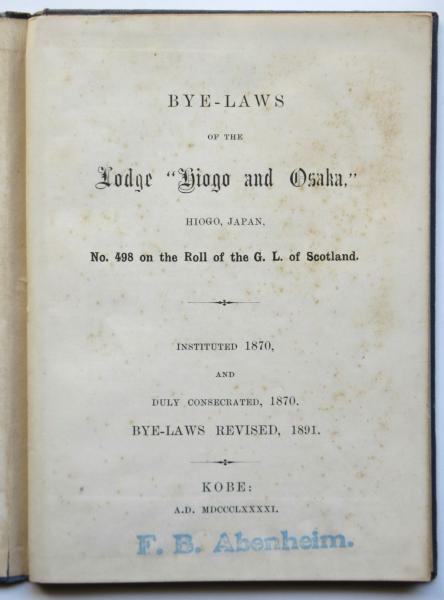 BYE-LAWS
OF THE
Lodge "Hiogo and Osaka,"
HIOGO, JAPAN,
No. 498 on the Roll of the G. L. of Scotland.
INSTITUTED 1870,
AND
DULY CONSECRATED, 1870.
BYE-LAWS REVISED, 1891.
KOBE:
A.D. MDCCCLXXXXI.
F. B. Abenheim.